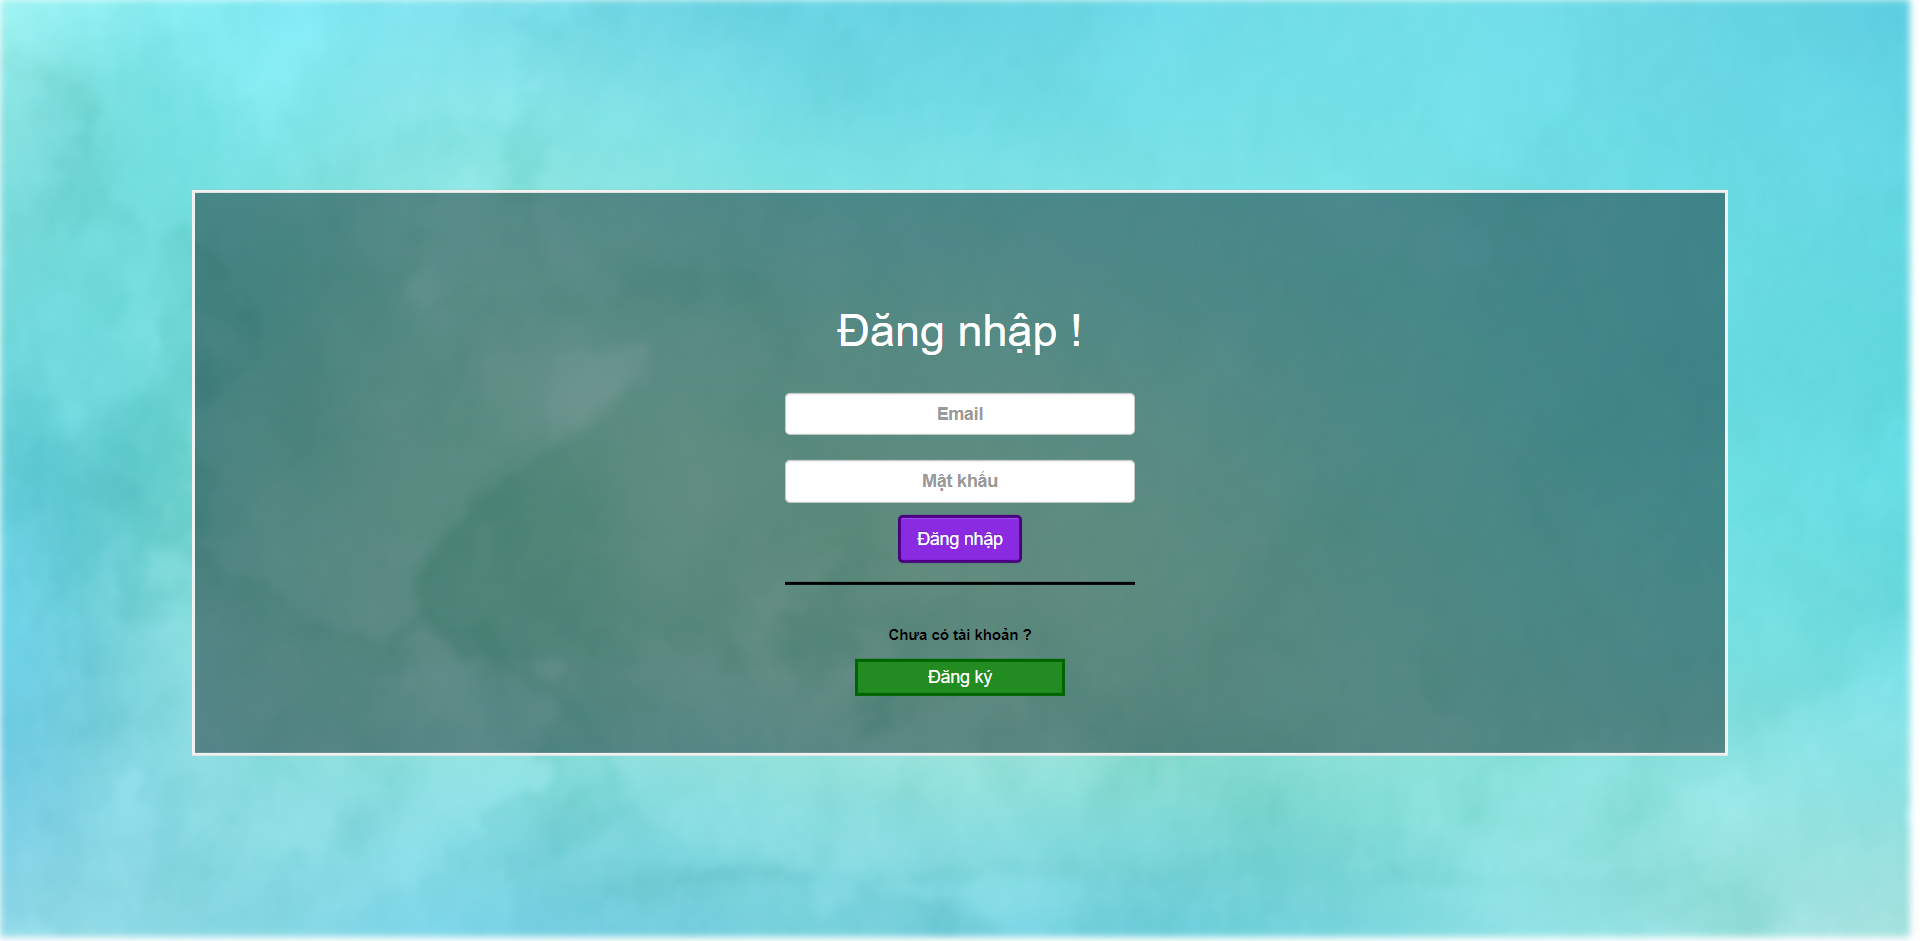 Đăng nhập !
Email
Mật khẩu
Đăng nhập
Chưa có tài khoản ?
Đăng ký